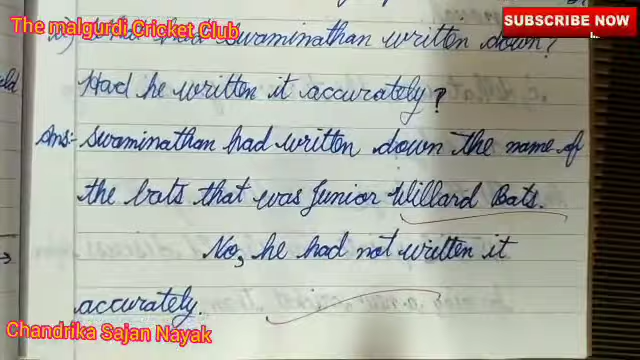 The malgurdi Cricket Club
SUBSCRIBE NOW
had Swaminathan written down?
Had he written it accurately?
Ans:- Swaminathan had written down the name of
the bats that was Junior Willard Bats.
No, he had not written it
accurately.
Chandrika Sajan Nayak